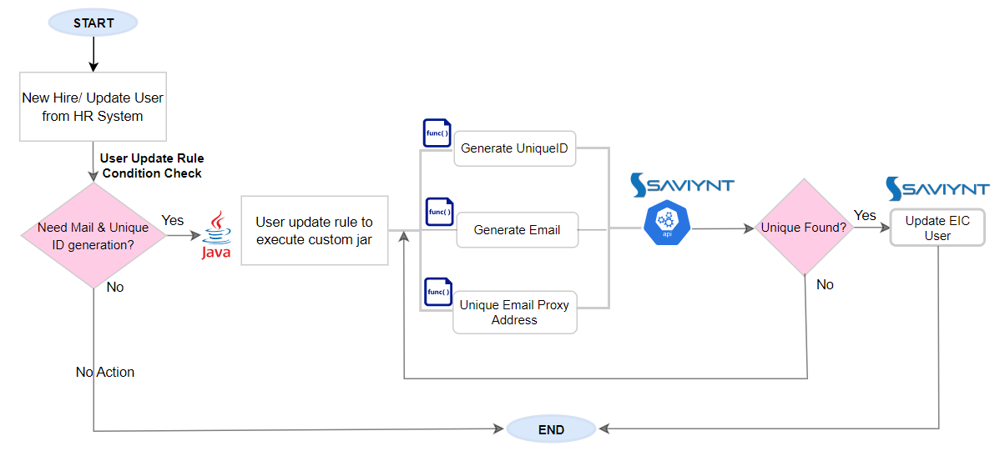 START
New Hire/ Update User
from HR System
User Update Rule
Condition Check
Need Mail & Unique
ID generation?
Yes
Java
User update rule to
execute custom jar
func( )
Generate UniqueID
func( )
Generate Email
func( )
Unique Email Proxy
Address
SAVIYNT
api
Unique Found?
Yes
SAVIYNT
Update EIC
User
No
No
No Action
END